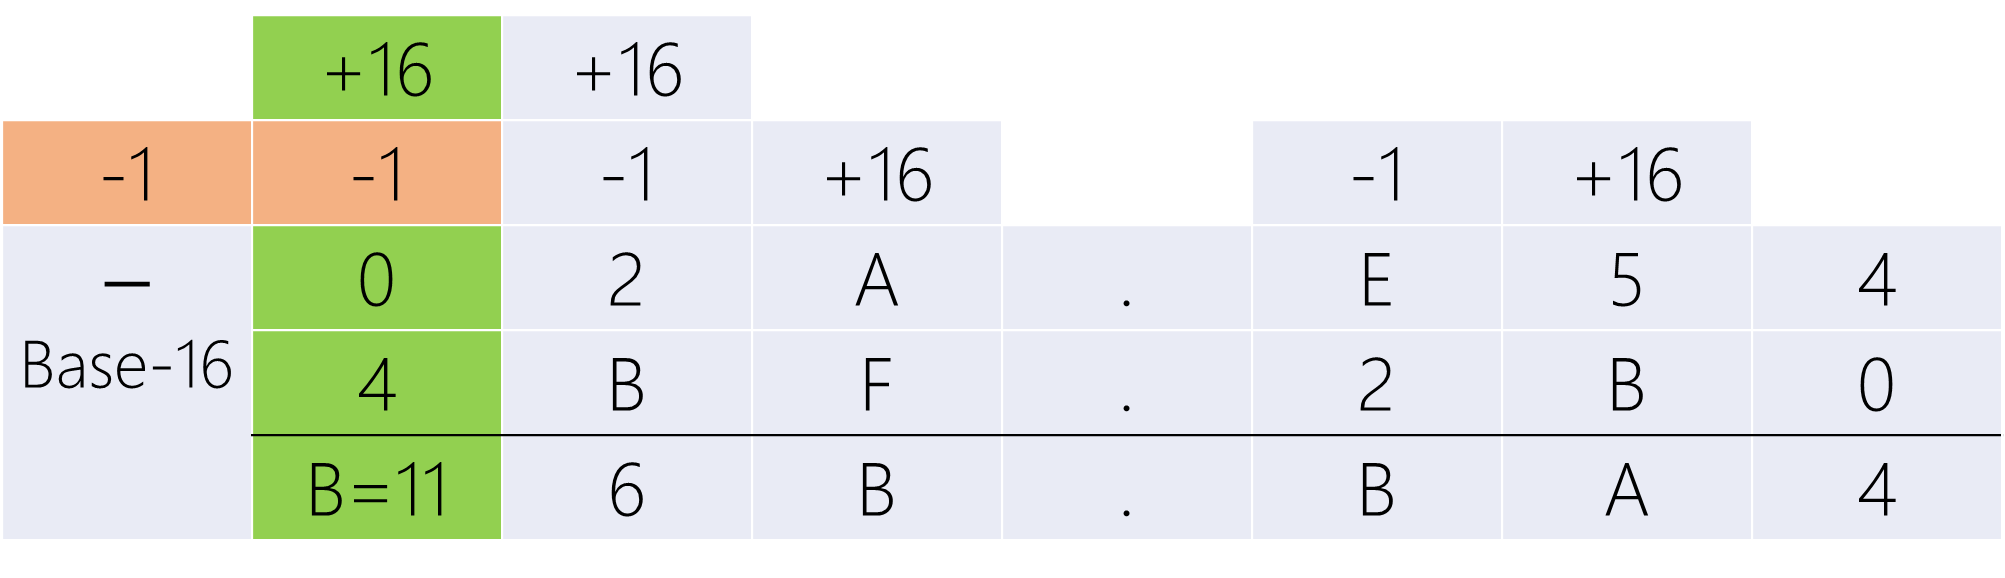 +16 +16
-1 -1 -1 +16 -1 +16
− 0 2 A . E 5 4
Base-16 4 B F . 2 B 0
B=11 6 B . B A 4